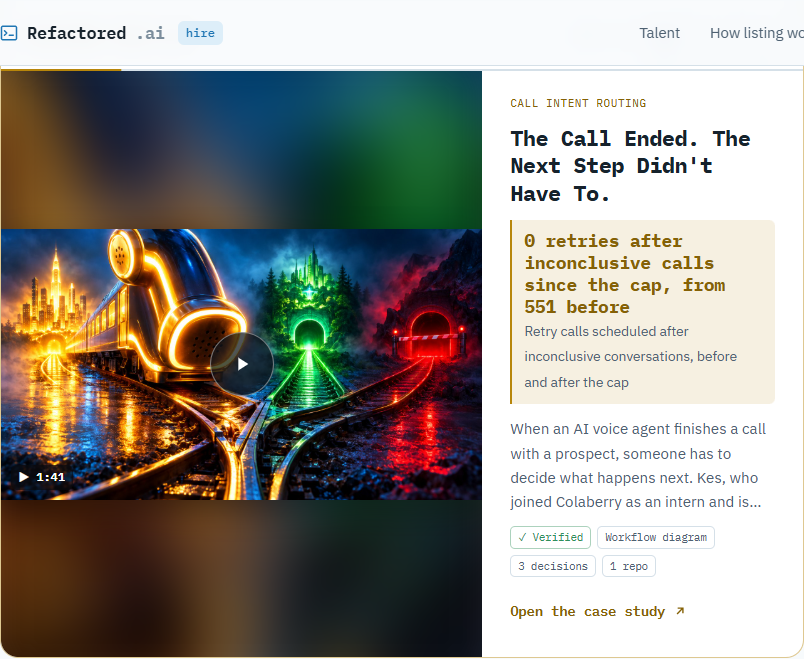 Refactored .ai hire
Talent
How listing wo
CALL INTENT ROUTING
The Call Ended. The
Next Step Didn't
Have To.
0 retries after
inconclusive calls
since the cap, from
551 before
Retry calls scheduled after
inconclusive conversations, before
and after the cap
When an AI voice agent finishes a call
with a prospect, someone has to
decide what happens next. Kes, who
joined Colaberry as an intern and is...
✓ Verified
Workflow diagram
3 decisions
1 repo
Open the case study ↗
1:41